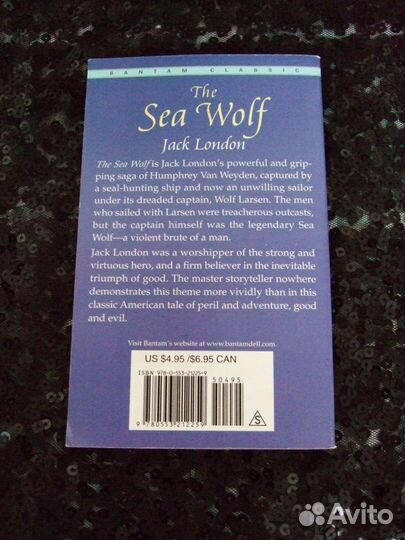 BANTAM CLASSIC
The
Sea Wolf
Jack London
The Sea Wolf is Jack London's powerful and grip-
ping saga of Humphrey Van Weyden, captured by
a seal-hunting ship and now an unwilling sailor
under its dreaded captain, Wolf Larsen. The men
who sailed with Larsen were treacherous outcasts,
but the captain himself was the legendary Sea
Wolf—a violent brute of a man.
Jack London was a worshipper of the strong and
virtuous hero, and a firm believer in the inevitable
triumph of good. The master storyteller nowhere
demonstrates this theme more vividly than in this
classic American tale of peril and adventure, good
and evil.
Visit Bantam's website at www.bantamdell.com.
US $4.95 / $6.95 CAN
ISBN 978-0-553-21225-9
50495
9 780553 212259
S
Avito